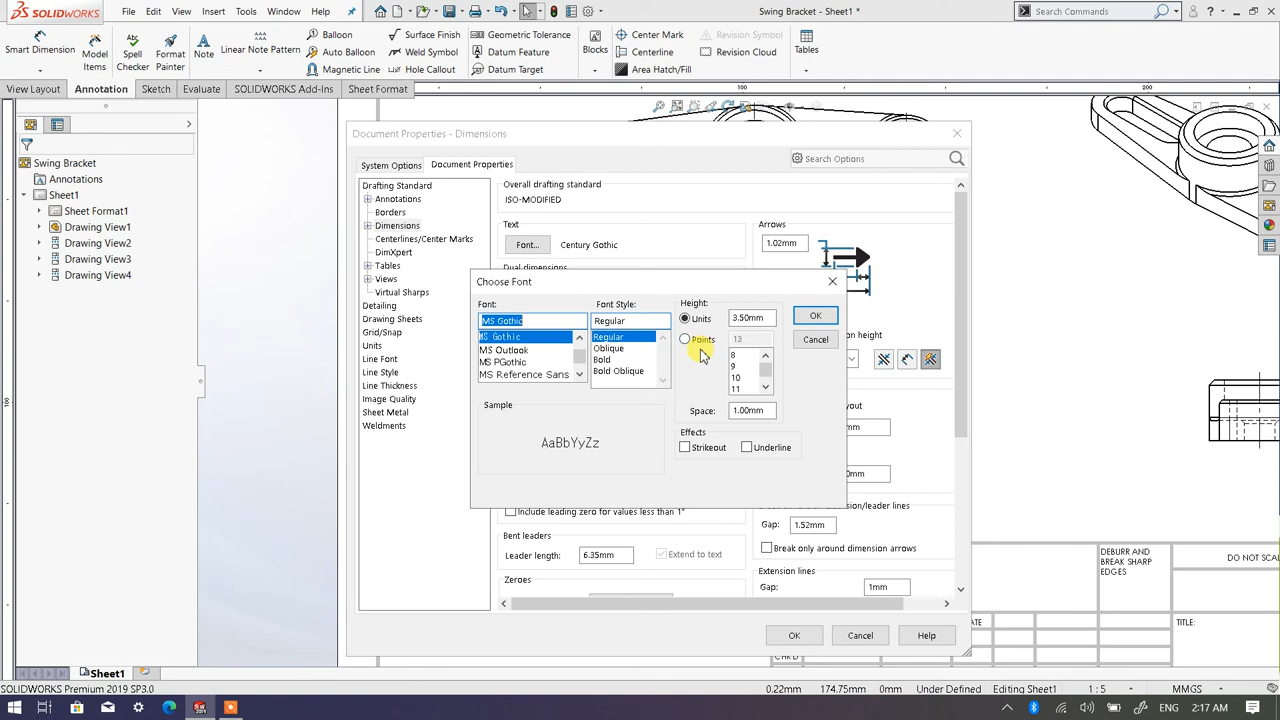 SOLIDWORKS
File Edit View Insert Tools Window Help
Swing Bracket - Sheet1 *
Search Commands
Smart Dimension
Model Items
Spell Checker
Format Painter
Note
Linear Note Pattern
Balloon
Auto Balloon
Magnetic Line
Surface Finish
Weld Symbol
Hole Callout
Geometric Tolerance
Datum Feature
Datum Target
Blocks
Center Mark
Centerline
Area Hatch/Fill
Revision Symbol
Revision Cloud
Tables
View Layout Annotation Sketch Evaluate SOLIDWORKS Add-Ins Sheet Format
100
200
Swing Bracket
Annotations
Sheet1
Sheet Format1
Drawing View1
Drawing View2
Drawing View3
Drawing View4
Document Properties - Dimensions
System Options Document Properties
Search Options
Drafting Standard
Annotations
Borders
Dimensions
Centerlines/Center Marks
DimXpert
Tables
Views
Virtual Sharps
Detailing
Drawing Sheets
Grid/Snap
Units
Line Font
Line Style
Line Thickness
Image Quality
Sheet Metal
Weldments
Overall drafting standard
ISO-MODIFIED
Text
Font... Century Gothic
Dual dimensions
Arrows
1.02mm
Choose Font
Font:
MS Gothic
MS Gothic
MS Outlook
MS PGothic
MS Reference Sans
Font Style:
Regular
Regular
Oblique
Bold
Bold Oblique
Height:
Units 3.50mm
Points 13
8
9
10
11
Space: 1.00mm
OK
Cancel
Sample
AaBbYyZz
Effects
Strikeout Underline
height
yout
0mm
Include leading zero for values less than 1°
Bent leaders
Leader length: 6.35mm Extend to text
Zeroes
Gap: 1.52mm
Break only around dimension arrows
Extension lines
Gap: 1mm
OK Cancel Help
DEBURR AND
BREAK SHARP
EDGES
DO NOT SCAL
ATE
TITLE:
CHK'D
Sheet1
SOLIDWORKS Premium 2019 SP3.0
0.22mm 174.75mm 0mm Under Defined Editing Sheet1 1 : 5 MMGS
ENG 2:17 AM